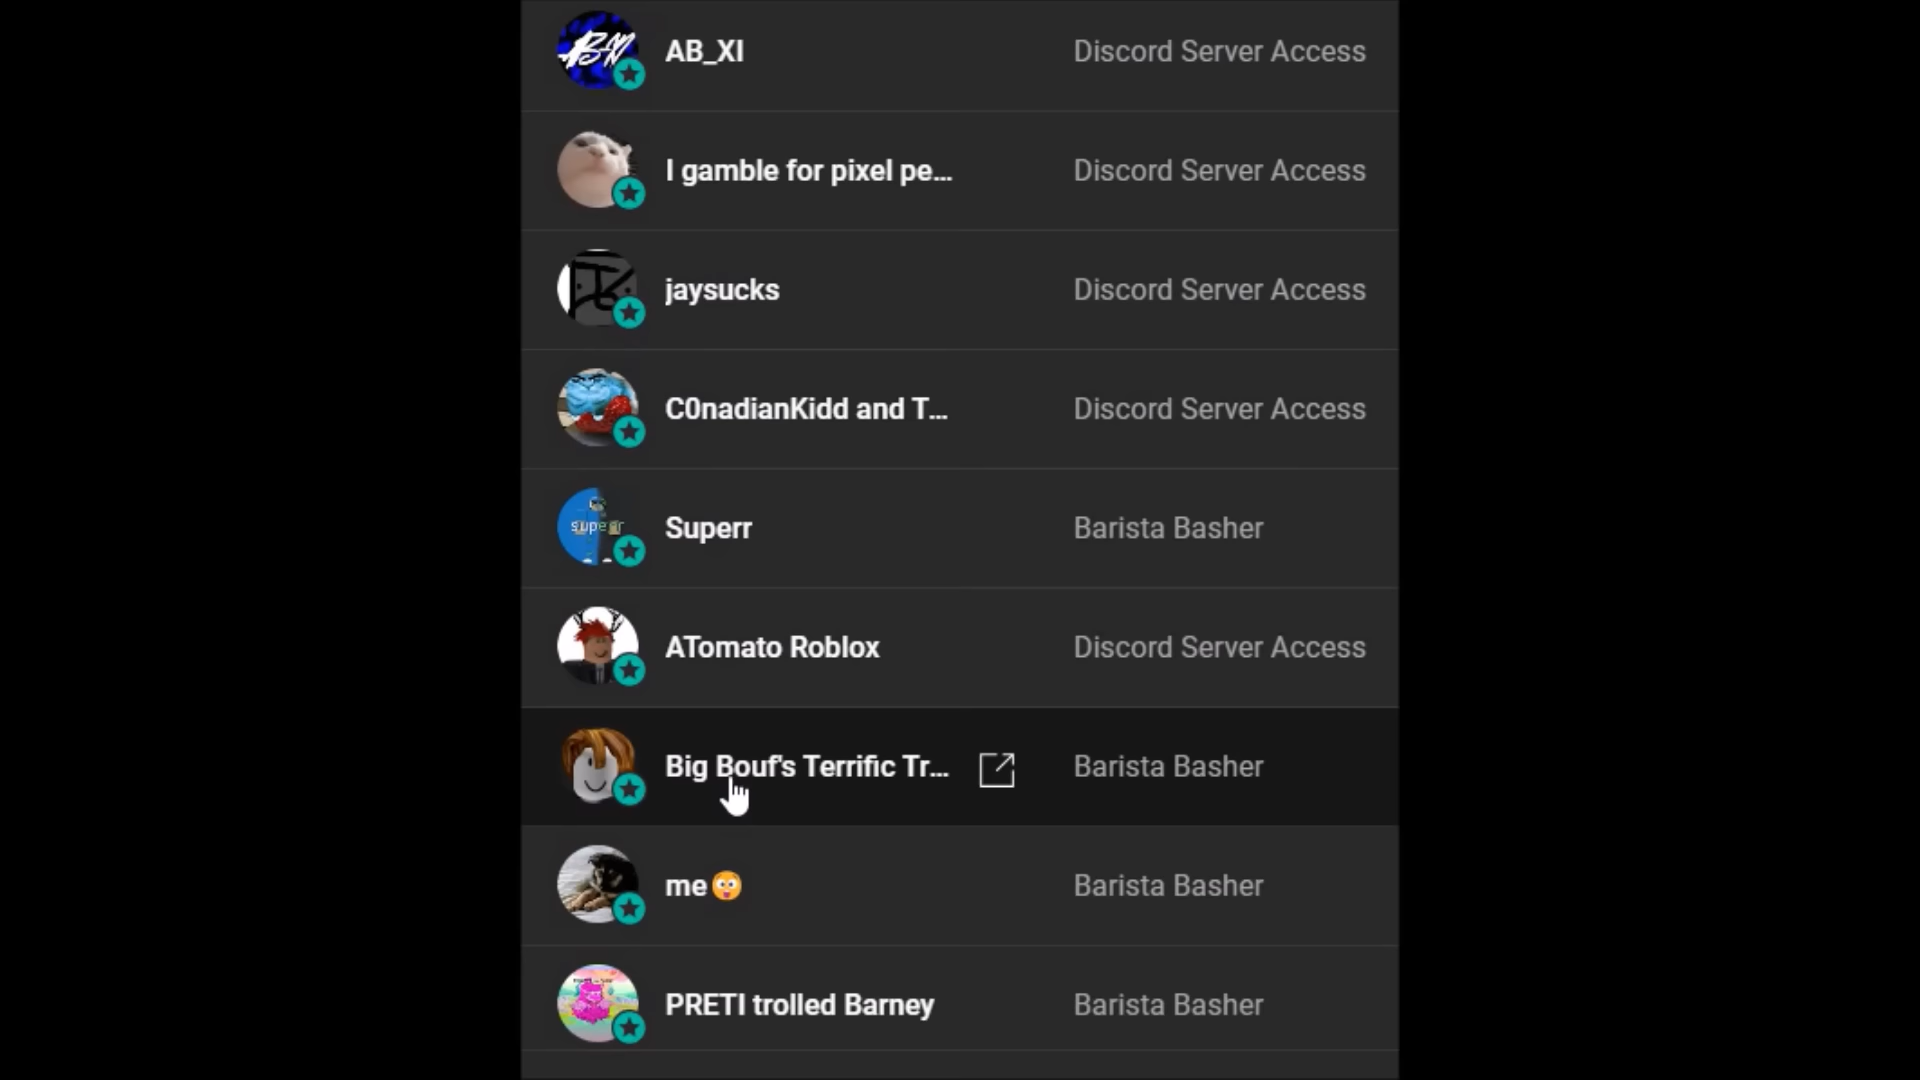 AB_XI Discord Server Access
I gamble for pixel pe... Discord Server Access
jaysucks Discord Server Access
C0nadianKidd and T... Discord Server Access
superr
Superr Barista Basher
ATomato Roblox Discord Server Access
Big Bouf's Terrific Tr... Barista Basher
me😳 Barista Basher
PRETI trolled Barney Barista Basher